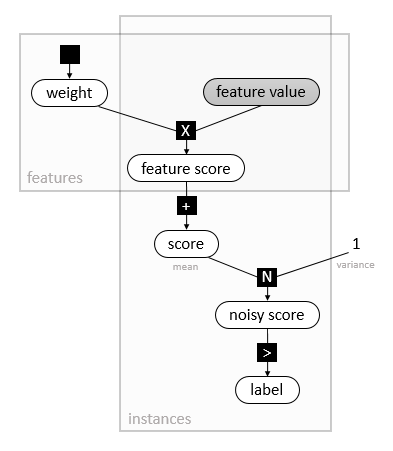 weight
feature value
X
feature score
features
+
score
mean
1
variance
N
noisy score
>
label
instances